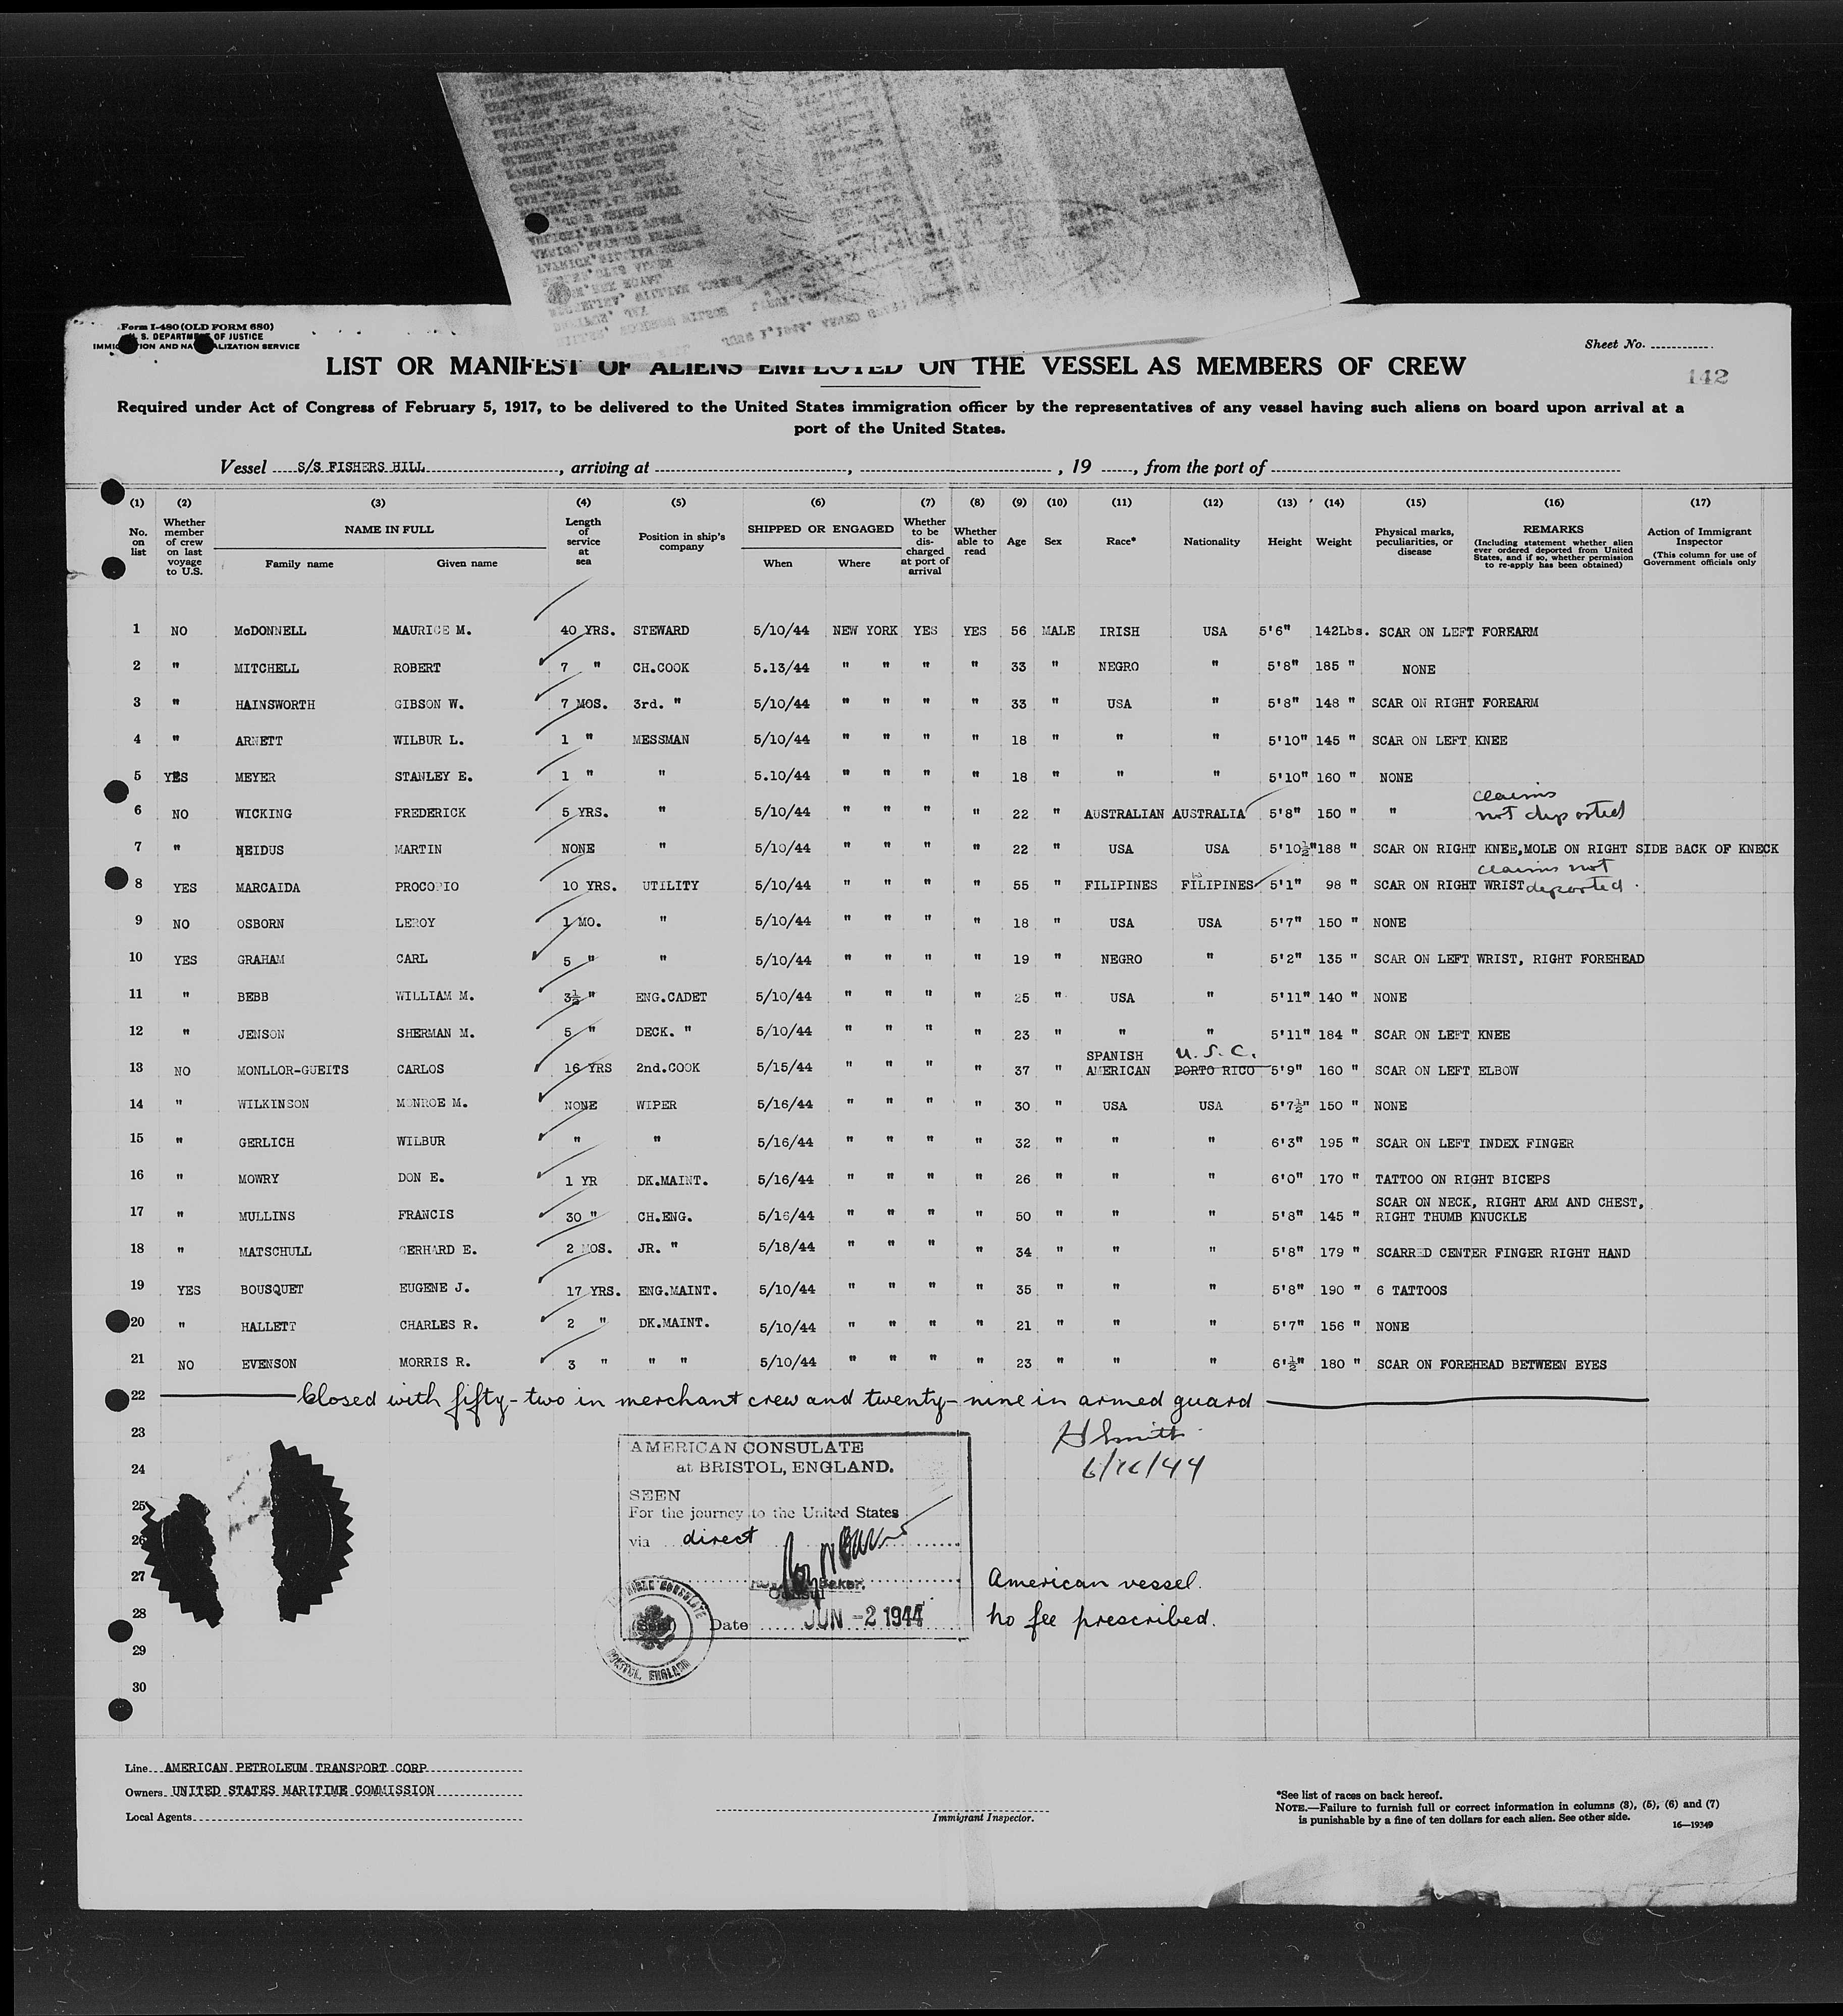 Form I-480 (OLD FORM 680)
S. DEPARTMENT OF JUSTICE
IMMIGRATION AND NATURALIZATION SERVICE
Sheet No.
LIST OR MANIFEST OF ALIENS EMPLOYED ON THE VESSEL AS MEMBERS OF CREW
142
Required under Act of Congress of February 5, 1917, to be delivered to the United States immigration officer by the representatives of any vessel having such aliens on board upon arrival at a
port of the United States.
Vessel S/S FISHERS HILL, arriving at , , 19 , from the port of
(1) (2) (3) (4) (5) (6) (7) (8) (9) (10) (11) (12) (13) (14) (15) (16) (17)
No. on list
Whether member of crew on last voyage to U.S.
NAME IN FULL
Family name Given name
Length of service at sea
Position in ship's company
SHIPPED OR ENGAGED
When Where
Whether to be discharged at port of arrival
Whether able to read
Age Sex Race* Nationality Height Weight
Physical marks, peculiarities, or disease
REMARKS
(Including statement whether alien ever ordered deported from United States, and if so, whether permission to re-apply has been obtained)
Action of Immigrant Inspector
(This column for use of Government officials only
1 NO McDONNELL MAURICE M. 40 YRS. STEWARD 5/10/44 NEW YORK YES YES 56 MALE IRISH USA 5'6" 142Lbs. SCAR ON LEFT FOREARM
2 " MITCHELL ROBERT 7 " CH.COOK 5.13/44 " " " " 33 " NEGRO " 5'8" 185 " NONE
3 " HAINSWORTH GIBSON W. 7 MOS. 3rd. " 5/10/44 " " " " 33 " USA " 5'8" 148 " SCAR ON RIGHT FOREARM
4 " ARNETT WILBUR L. 1 " MESSMAN 5/10/44 " " " " 18 " " " 5'10" 145 " SCAR ON LEFT KNEE
5 YES MEYER STANLEY E. 1 " " 5.10/44 " " " " 18 " " " 5'10" 160 " NONE
claims
6 NO WICKING FREDERICK 5 YRS. " 5/10/44 " " " " 22 " AUSTRALIAN AUSTRALIA 5'8" 150 " " not deported
7 " NEIDUS MARTIN NONE " 5/10/44 " " " " 22 " USA USA 5'10½" 188 " SCAR ON RIGHT KNEE,MOLE ON RIGHT SIDE BACK OF KNECK
claims not
8 YES MARCAIDA PROCOPIO 10 YRS. UTILITY 5/10/44 " " " " 55 " FILIPINES FILIPINES 5'1" 98 " SCAR ON RIGHT WRIST deported.
9 NO OSBORN LEROY 1 MO. " 5/10/44 " " " " 18 " USA USA 5'7" 150 " NONE
10 YES GRAHAM CARL 5 " " 5/10/44 " " " " 19 " NEGRO " 5'2" 135 " SCAR ON LEFT WRIST, RIGHT FOREHEAD
11 " BEBB WILLIAM M. 3½ " ENG.CADET 5/10/44 " " " " 25 " USA " 5'11" 140 " NONE
12 " JENSON SHERMAN M. 5 " DECK. " 5/10/44 " " " " 23 " " " 5'11" 184 " SCAR ON LEFT KNEE
SPANISH U.S.C.
13 NO MONLLOR-GUEITS CARLOS 16 YRS 2nd.COOK 5/15/44 " " " " 37 " AMERICAN PORTO RICO 5'9" 160 " SCAR ON LEFT ELBOW
14 " WILKINSON MONROE M. NONE WIPER 5/16/44 " " " " 30 " USA USA 5'7½" 150 " NONE
15 " GERLICH WILBUR " " 5/16/44 " " " " 32 " " " 6'3" 195 " SCAR ON LEFT INDEX FINGER
16 " MOWRY DON E. 1 YR DK.MAINT. 5/16/44 " " " " 26 " " " 6'0" 170 " TATTOO ON RIGHT BICEPS
SCAR ON NECK, RIGHT ARM AND CHEST,
17 " MULLINS FRANCIS 30 " CH.ENG. 5/16/44 " " " " 50 " " " 5'8" 145 " RIGHT THUMB KNUCKLE
18 " MATSCHULL GERHARD E. 2 MOS. JR. " 5/18/44 " " " " 34 " " " 5'8" 179 " SCARRED CENTER FINGER RIGHT HAND
19 YES BOUSQUET EUGENE J. 17 YRS. ENG.MAINT. 5/10/44 " " " " 35 " " " 5'8" 190 " 6 TATTOOS
20 " HALLETT CHARLES R. 2 " DK.MAINT. 5/10/44 " " " " 21 " " " 5'7" 156 " NONE
21 NO EVENSON MORRIS R. 3 " " " 5/10/44 " " " " 23 " " " 6'½" 180 " SCAR ON FOREHEAD BETWEEN EYES
22 Closed with fifty-two in merchant crew and twenty-nine in armed guard
23
H Smith
24
25
26
27
28
29
30
AMERICAN CONSULATE
at BRISTOL, ENGLAND.
SEEN
For the journey to the United States
via direct
Baker.
Consul
(Seal) Date JUN -2 1944
BRISTOL, ENGLAND
American vessel.
No fee prescribed.
Line AMERICAN PETROLEUM TRANSPORT CORP
Owners UNITED STATES MARITIME COMMISSION
Local Agents
Immigrant Inspector.
*See list of races on back hereof.
NOTE.—Failure to furnish full or correct information in columns (3), (5), (6) and (7)
is punishable by a fine of ten dollars for each alien. See other side.
16—19349